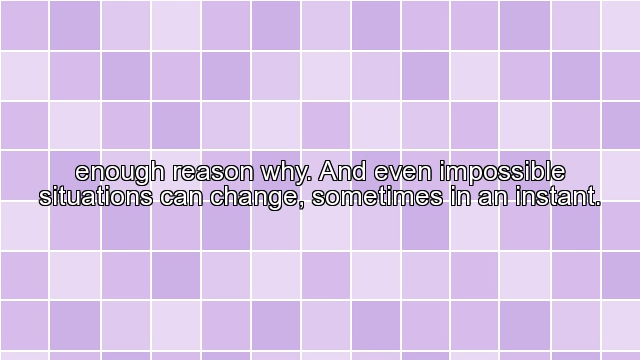 enough reason why. And even impossible
situations can change, sometimes in an instant.